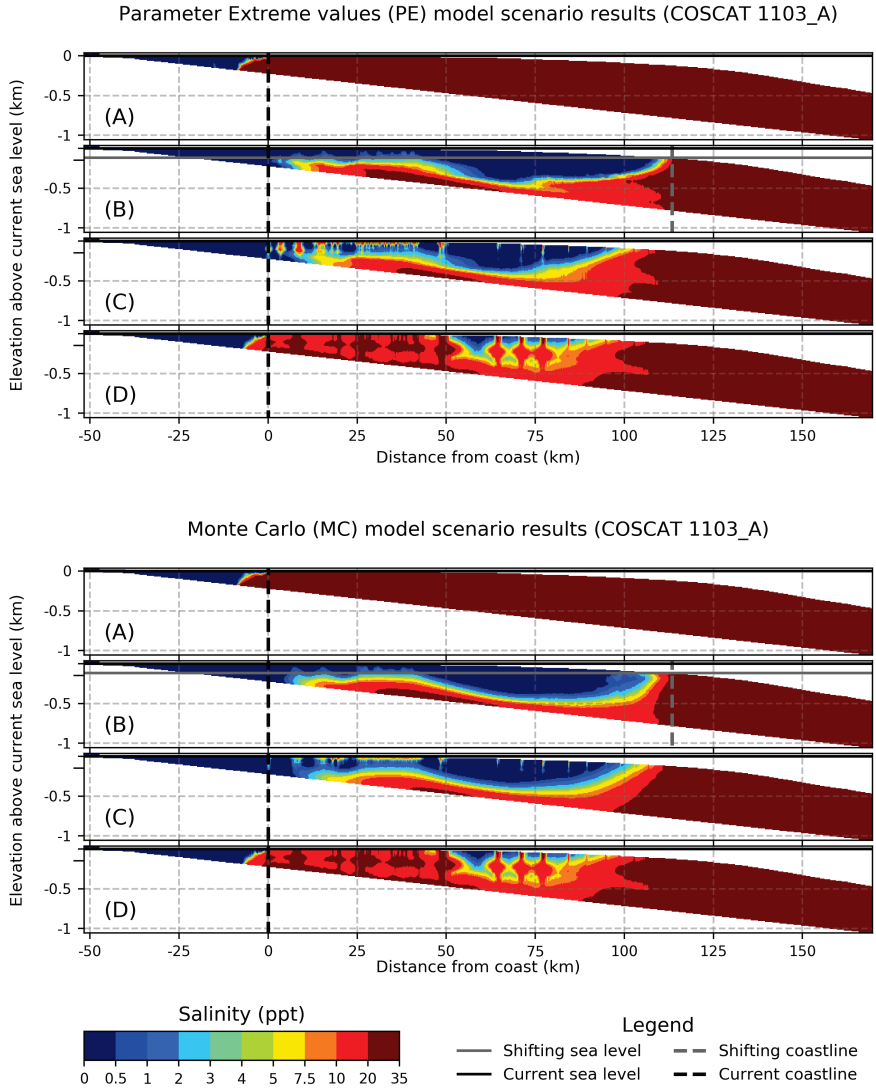 Parameter Extreme values (PE) model scenario results (COSCAT 1103_A)
Elevation above current sea level (km)
0
-0.5
-1
(A)
-0.5
-1
(B)
-0.5
-1
(C)
-0.5
-1
(D)
-50 -25 0 25 50 75 100 125 150
Distance from coast (km)
Monte Carlo (MC) model scenario results (COSCAT 1103_A)
Elevation above current sea level (km)
0
-0.5
-1
(A)
-0.5
-1
(B)
-0.5
-1
(C)
-0.5
-1
(D)
-50 -25 0 25 50 75 100 125 150
Distance from coast (km)
Salinity (ppt)
0 0.5 1 2 3 4 5 7.5 10 20 35
Legend
Shifting sea level
Shifting coastline
Current sea level
Current coastline